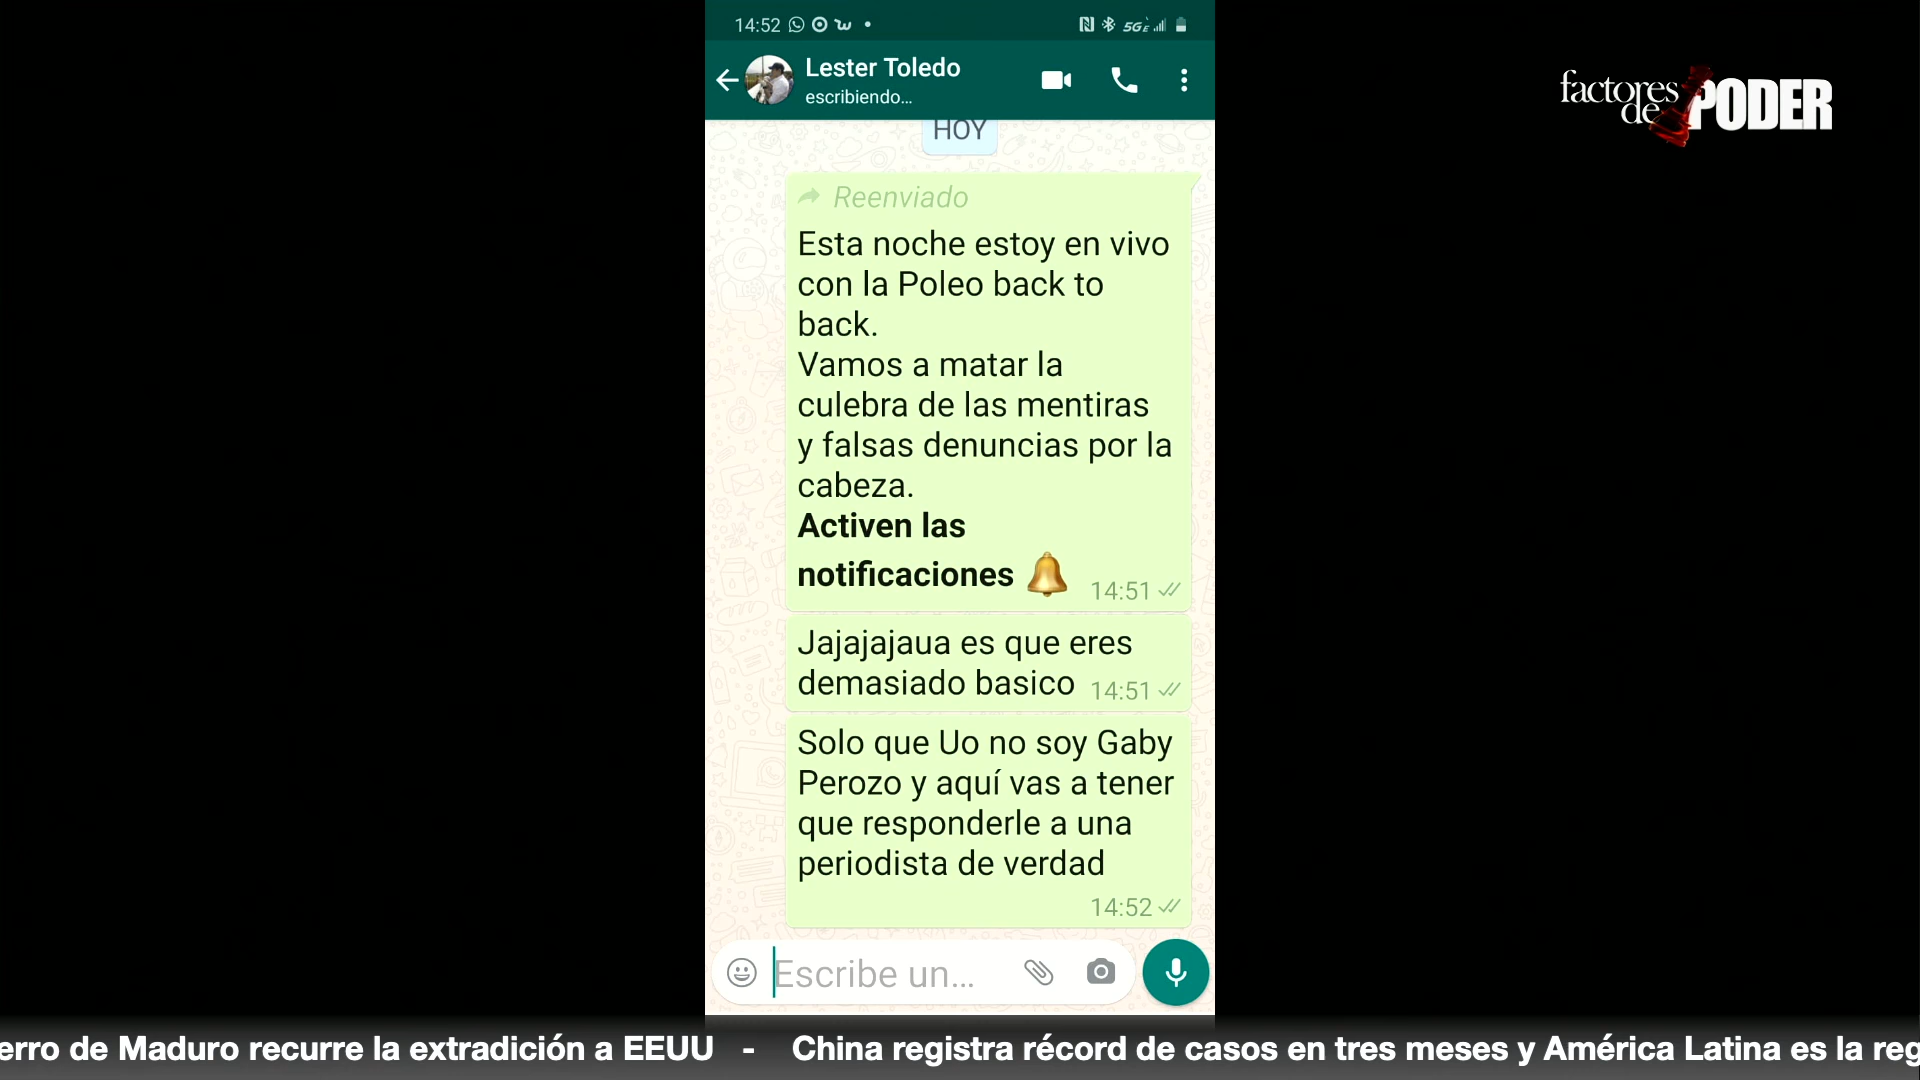 14:52
5GE
Lester Toledo
escribiendo...
factores
de PODER
HOY
Reenviado
Esta noche estoy en vivo
con la Poleo back to
back.
Vamos a matar la
culebra de las mentiras
y falsas denuncias por la
cabeza.
Activen las
notificaciones 🔔 14:51
Jajajajaua es que eres
demasiado basico 14:51
Solo que Uo no soy Gaby
Perozo y aquí vas a tener
que responderle a una
periodista de verdad
14:52
Escribe un...
erro de Maduro recurre la extradición a EEUU - China registra récord de casos en tres meses y América Latina es la reg